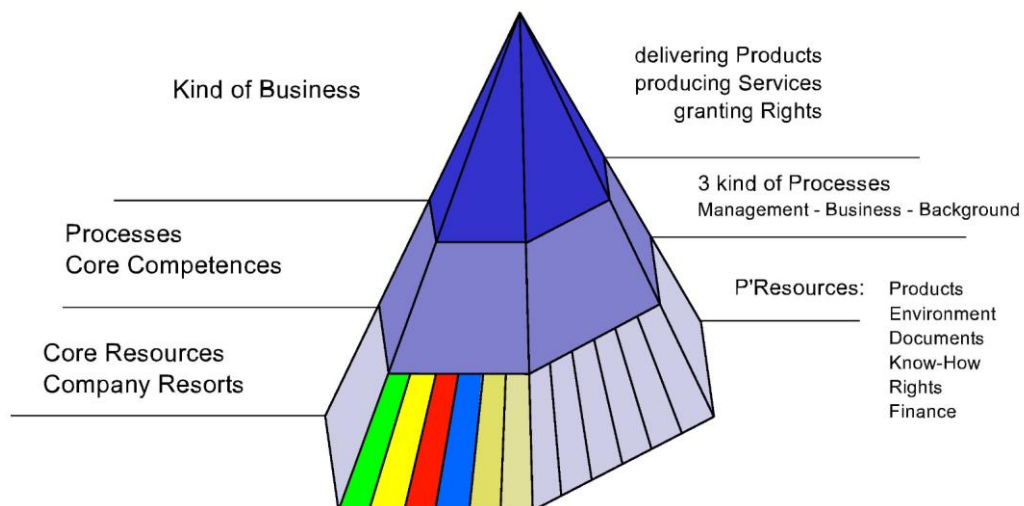 Kind of Business
delivering Products
producing Services
granting Rights
Processes
Core Competences
3 kind of Processes
Management - Business - Background
Core Resources
Company Resorts
P'Resources:
Products
Environment
Documents
Know-How
Rights
Finance